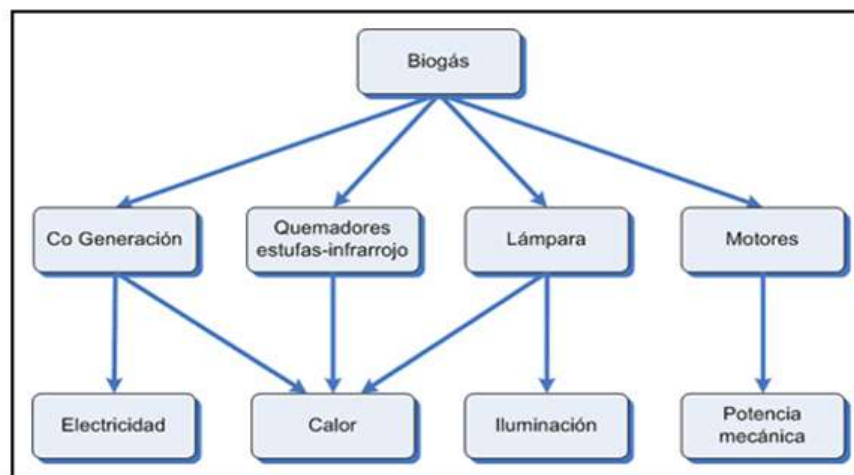 Biogás
Co Generación
Quemadores
estufas-infrarrojo
Lámpara
Motores
Electricidad
Calor
Iluminación
Potencia
mecánica